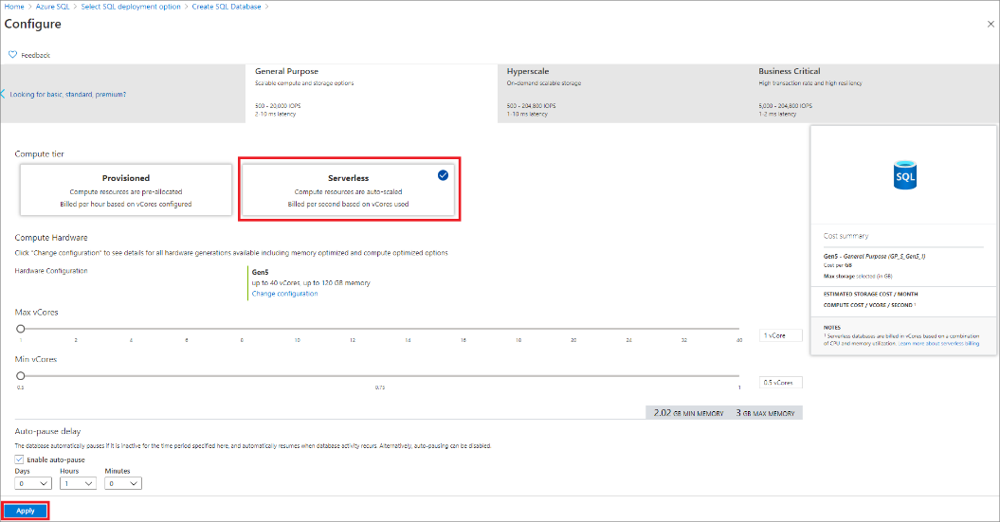 Home > Azure SQL > Select SQL deployment option > Create SQL Database >
Configure
Feedback
Looking for basic, standard, premium?
General Purpose
Scalable compute and storage options
500 - 20,000 IOPS
2-10 ms latency
Hyperscale
On-demand scalable storage
500 - 204,800 IOPS
1-10 ms latency
Business Critical
High transaction rate and high resiliency
5,000 - 204,800 IOPS
1-2 ms latency
Compute tier
Provisioned
Compute resources are pre-allocated
Billed per hour based on vCores configured
Serverless
Compute resources are auto-scaled
Billed per second based on vCores used
Compute Hardware
Click "Change configuration" to see details for all hardware generations available including memory optimized and compute optimized options
Hardware Configuration
Gen5
up to 40 vCores, up to 120 GB memory
Change configuration
Max vCores
1 2 4 6 8 10 12 14 16 18 20 24 32 40
1 vCore
Min vCores
0.5 0.75 1
0.5 vCores
2.02 GB MIN MEMORY 3 GB MAX MEMORY
Auto-pause delay
The database automatically pauses if it is inactive for the time period specified here, and automatically resumes when database activity recurs. Alternatively, auto-pausing can be disabled.
Enable auto-pause
Days Hours Minutes
0 1 0
Apply
SQL
Cost summary
Gen5 - General Purpose (GP_S_Gen5_1)
Cost per GB
Max storage selected (in GB)
ESTIMATED STORAGE COST / MONTH
COMPUTE COST / VCORE / SECOND ¹
NOTES
¹ Serverless databases are billed in vCores based on a combination
of CPU and memory utilization. Learn more about serverless billing